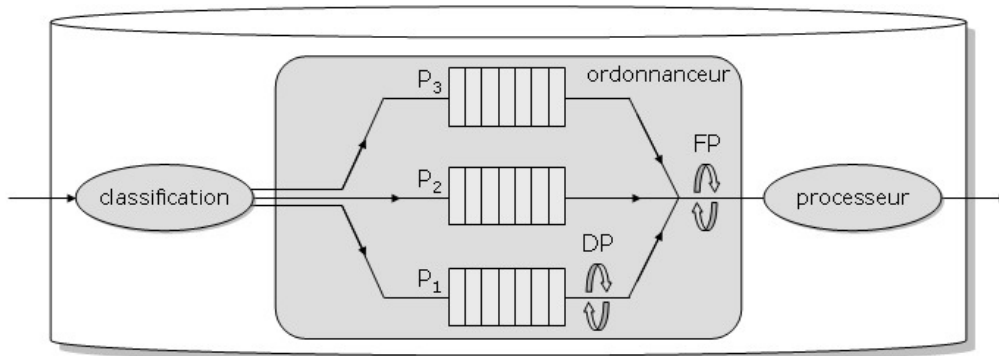 P3
ordonnanceur
FP
classification
P2
processeur
DP
P1